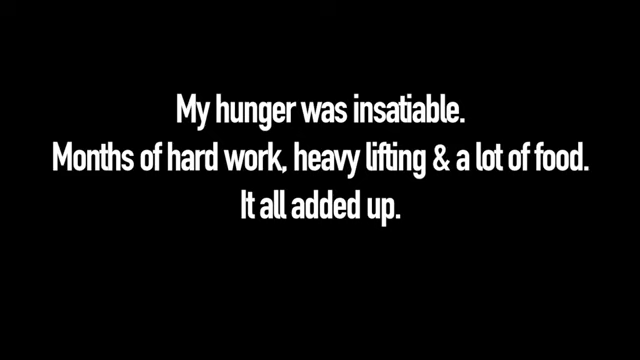 My hunger was insatiable.
Months of hard work, heavy lifting & a lot of food.
It all added up.